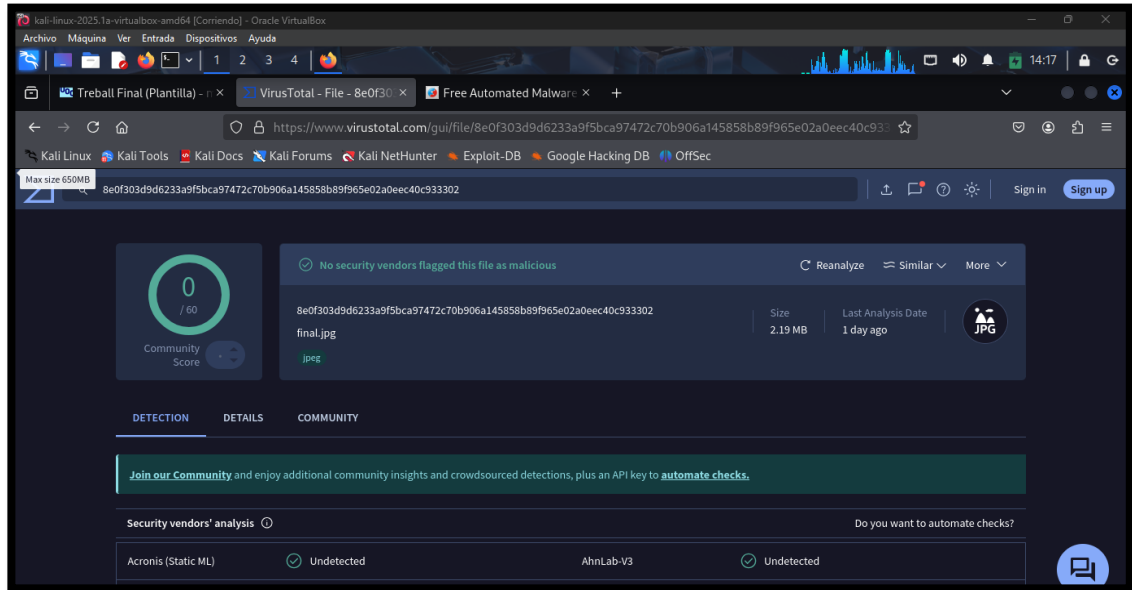 kali-linux-2025.1a-virtualbox-amd64 [Corriendo] - Oracle VirtualBox
Archivo Máquina Ver Entrada Dispositivos Ayuda
1 2 3 4 14:17
Treball Final (Plantilla) - VirusTotal - File - 8e0f30 Free Automated Malware
https://www.virustotal.com/gui/file/8e0f303d9d6233a9f5bca97472c70b906a145858b89f965e02a0eec40c933
Kali Linux Kali Tools Kali Docs Kali Forums Kali NetHunter Exploit-DB Google Hacking DB OffSec
Max size 650MB
8e0f303d9d6233a9f5bca97472c70b906a145858b89f965e02a0eec40c933302 Sign in Sign up
0
/ 60
Community
Score
No security vendors flagged this file as malicious Reanalyze Similar More
8e0f303d9d6233a9f5bca97472c70b906a145858b89f965e02a0eec40c933302
final.jpg
jpeg
Size
2.19 MB
Last Analysis Date
1 day ago
JPG
DETECTION DETAILS COMMUNITY
Join our Community and enjoy additional community insights and crowdsourced detections, plus an API key to automate checks.
Security vendors' analysis Do you want to automate checks?
Acronis (Static ML) Undetected AhnLab-V3 Undetected